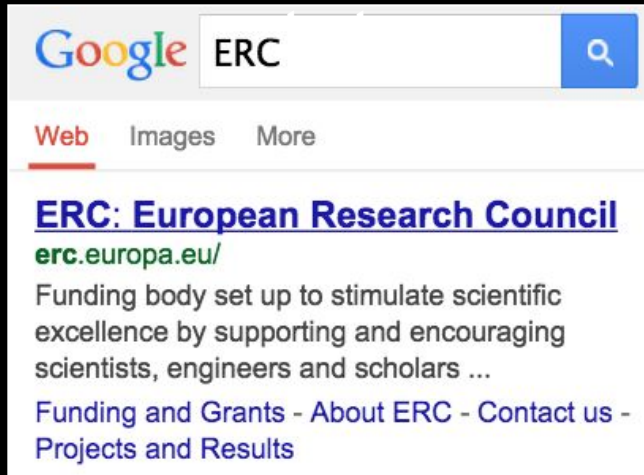 Google ERC
Web Images More
ERC: European Research Council
erc.europa.eu/
Funding body set up to stimulate scientific
excellence by supporting and encouraging
scientists, engineers and scholars ...
Funding and Grants - About ERC - Contact us -
Projects and Results